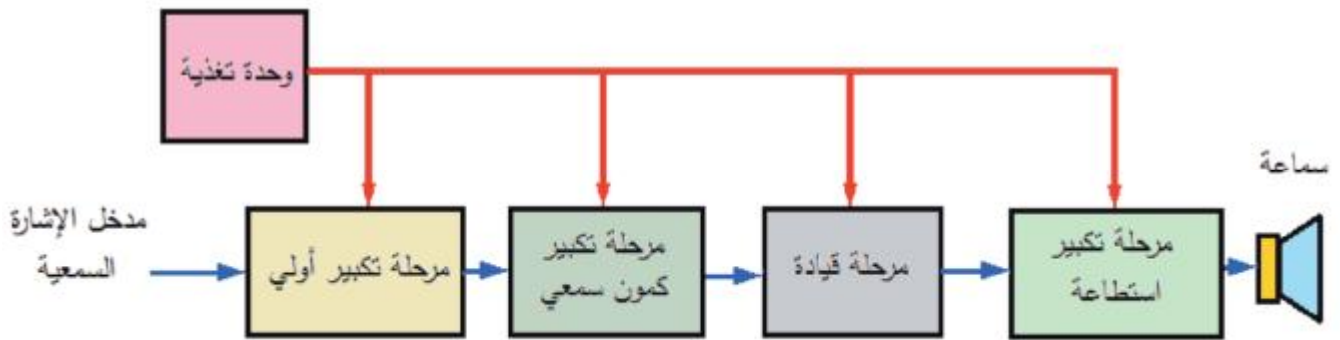 وحدة تغذية
سماعة
مدخل الإشارة
السمعية
مرحلة تكبير أولي
مرحلة تكبير
كمون سمعي
مرحلة قيادة
مرحلة تكبير
استطاعة